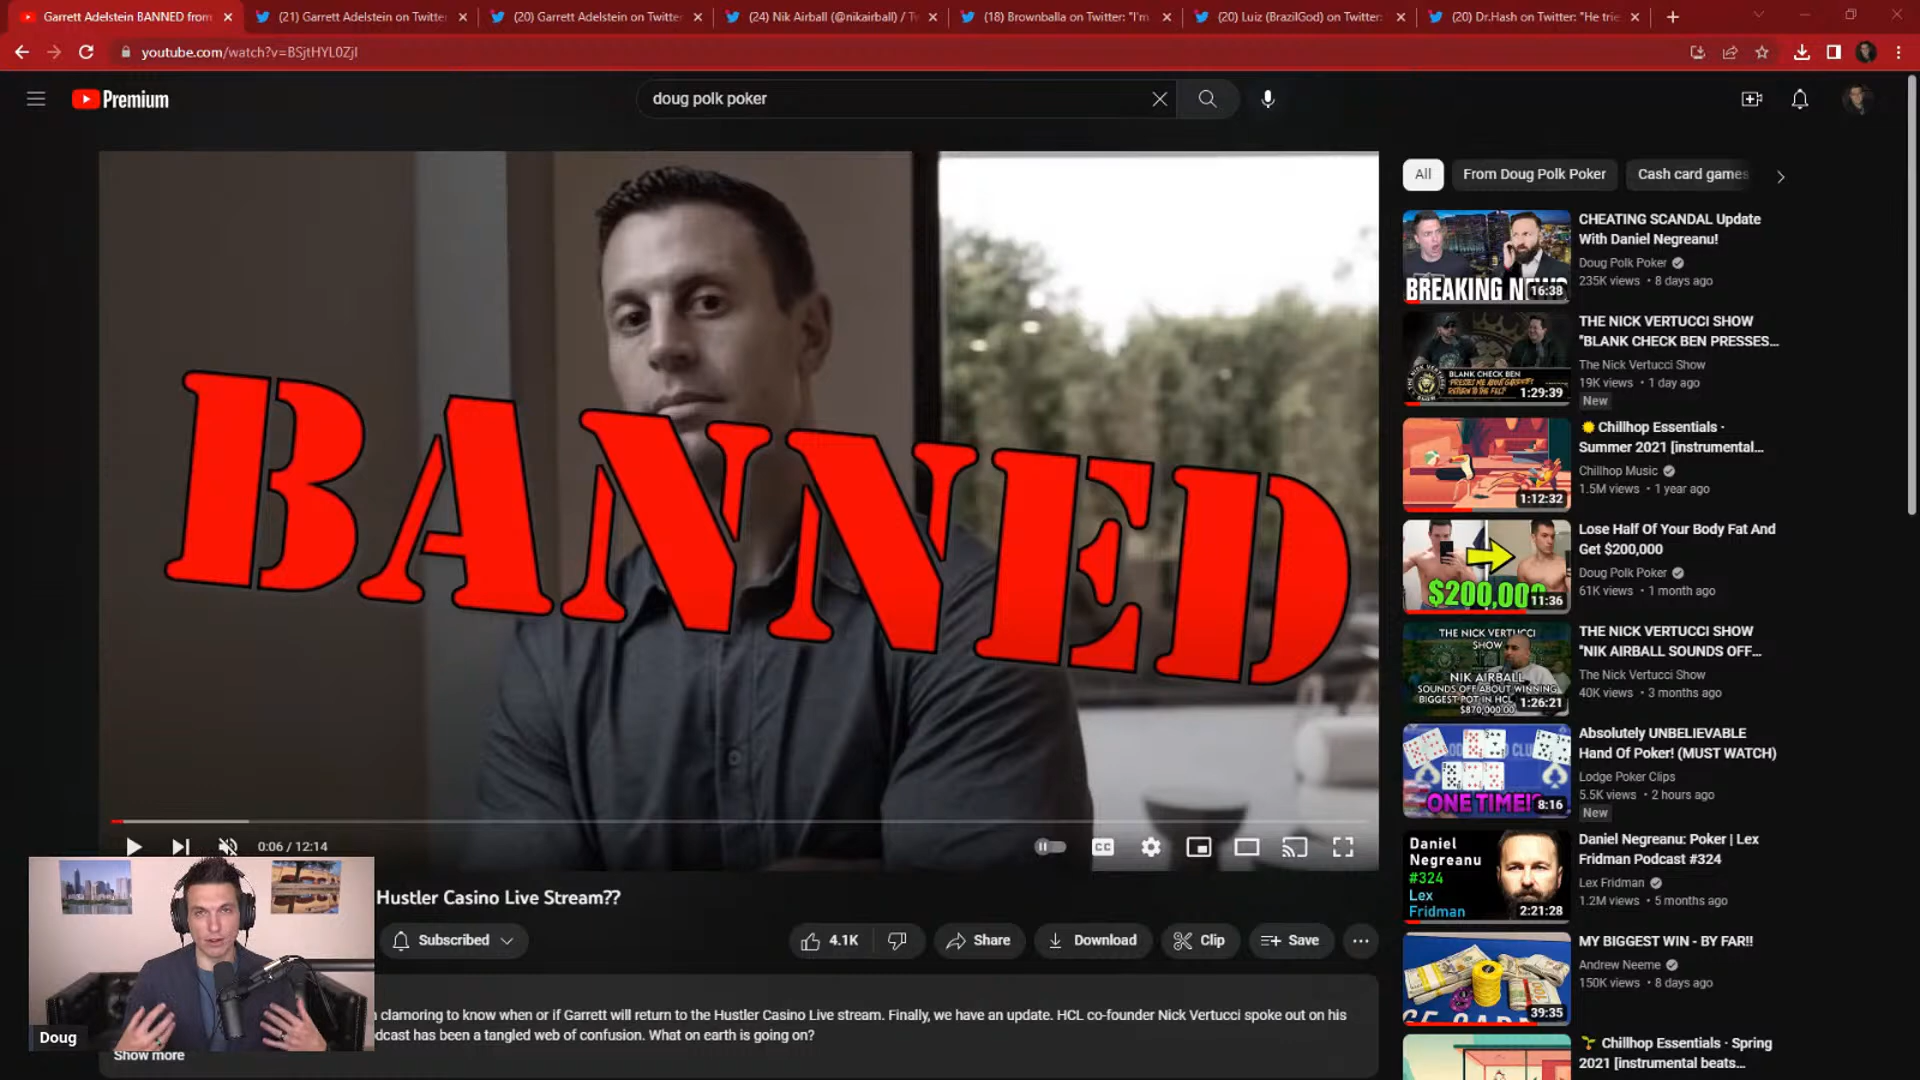 Garrett Adelstein BANNED from
(21) Garrett Adelstein on Twitter
(20) Garrett Adelstein on Twitter
(24) Nik Airball (@nikairball) / Tw
(18) Brownballa on Twitter: "I'm
(20) Luiz (BrazilGod) on Twitter:
(20) Dr.Hash on Twitter: "He trie
youtube.com/watch?v=BSjtHYL0ZjI
Premium
doug polk poker
BANNED
0:06 / 12:14
CC
Hustler Casino Live Stream??
Subscribed
4.1K
Share
Download
Clip
Save
clamoring to know when or if Garrett will return to the Hustler Casino Live stream. Finally, we have an update. HCL co-founder Nick Vertucci spoke out on his
dcast has been a tangled web of confusion. What on earth is going on?
Show more
Doug
All
From Doug Polk Poker
Cash card games
BREAKING
16:38
CHEATING SCANDAL Update
With Daniel Negreanu!
Doug Polk Poker
235K views • 8 days ago
BLANK CHECK BEN
1:29:39
THE NICK VERTUCCI SHOW
"BLANK CHECK BEN PRESSES...
The Nick Vertucci Show
19K views • 1 day ago
New
1:12:32
Chillhop Essentials ·
Summer 2021 [instrumental...
Chillhop Music
1.5M views • 1 year ago
$200,000
11:36
Lose Half Of Your Body Fat And
Get $200,000
Doug Polk Poker
61K views • 1 month ago
THE NICK VERTUCCI
SHOW
NIK AIRBALL
SOUNDS OFF ABOUT WINNING
BIGGEST POT IN HCL
$870,000.00
1:26:21
THE NICK VERTUCCI SHOW
"NIK AIRBALL SOUNDS OFF...
The Nick Vertucci Show
40K views • 3 months ago
ONE TIME!
8:16
Absolutely UNBELIEVABLE
Hand Of Poker! (MUST WATCH)
Lodge Poker Clips
5.5K views • 2 hours ago
New
Daniel
Negreanu
#324
Lex
Fridman
2:21:28
Daniel Negreanu: Poker | Lex
Fridman Podcast #324
Lex Fridman
1.2M views • 5 months ago
39:35
MY BIGGEST WIN - BY FAR!!
Andrew Neeme
150K views • 8 days ago
Chillhop Essentials · Spring
2021 [instrumental beats...